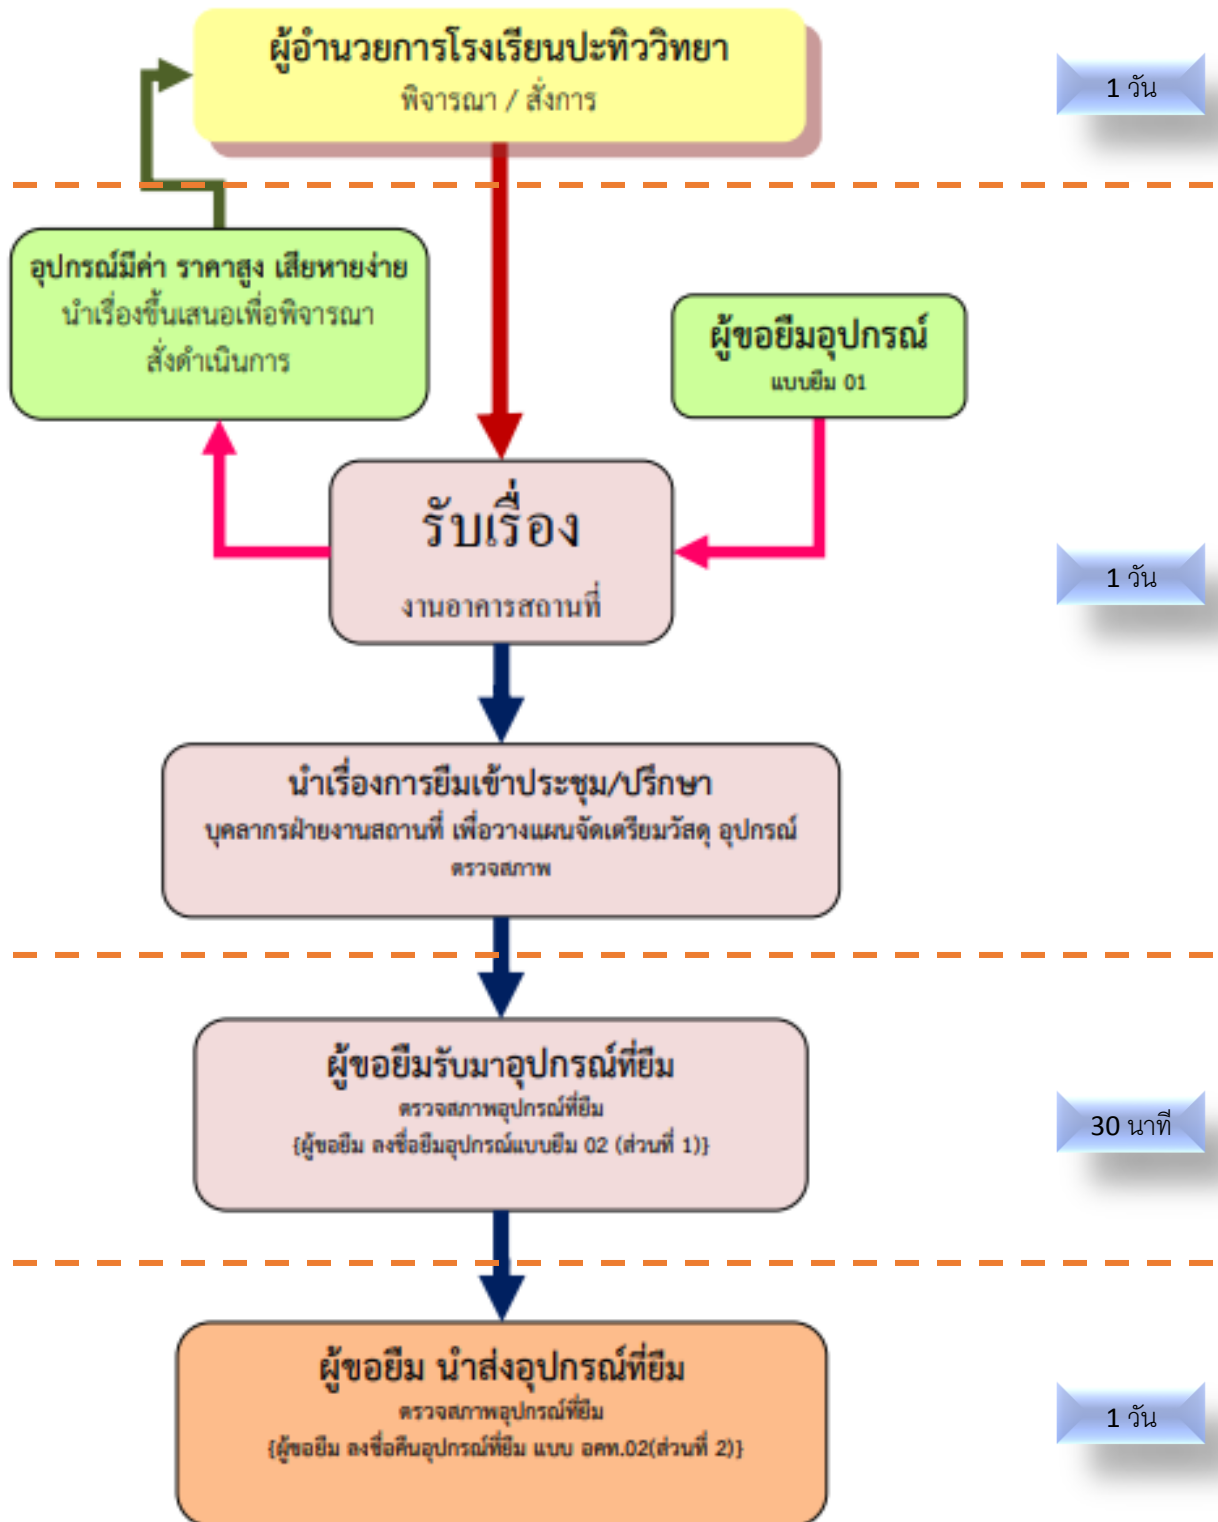 ผู้อำนวยการโรงเรียนปะทิววิทยา
พิจารณา / สั่งการ
1 วัน
อุปกรณ์มีค่า ราคาสูง เสียหายง่าย
นำเรื่องขึ้นเสนอเพื่อพิจารณา
สั่งดำเนินการ
ผู้ขอยืมอุปกรณ์
แบบยืม 01
รับเรื่อง
งานอาคารสถานที่
1 วัน
นำเรื่องการยืมเข้าประชุม/ปรึกษา
บุคลากรฝ่ายงานสถานที่ เพื่อวางแผนจัดเตรียมวัสดุ อุปกรณ์
ตรวจสภาพ
ผู้ขอยืมรับมาอุปกรณ์ที่ยืม
ตรวจสภาพอุปกรณ์ที่ยืม
{ผู้ขอยืม ลงชื่อยืมอุปกรณ์แบบยืม 02 (ส่วนที่ 1)}
30 นาที
ผู้ขอยืม นำส่งอุปกรณ์ที่ยืม
ตรวจสภาพอุปกรณ์ที่ยืม
{ผู้ขอยืม ลงชื่อคืนอุปกรณ์ที่ยืม แบบ อคท.02(ส่วนที่ 2)}
1 วัน